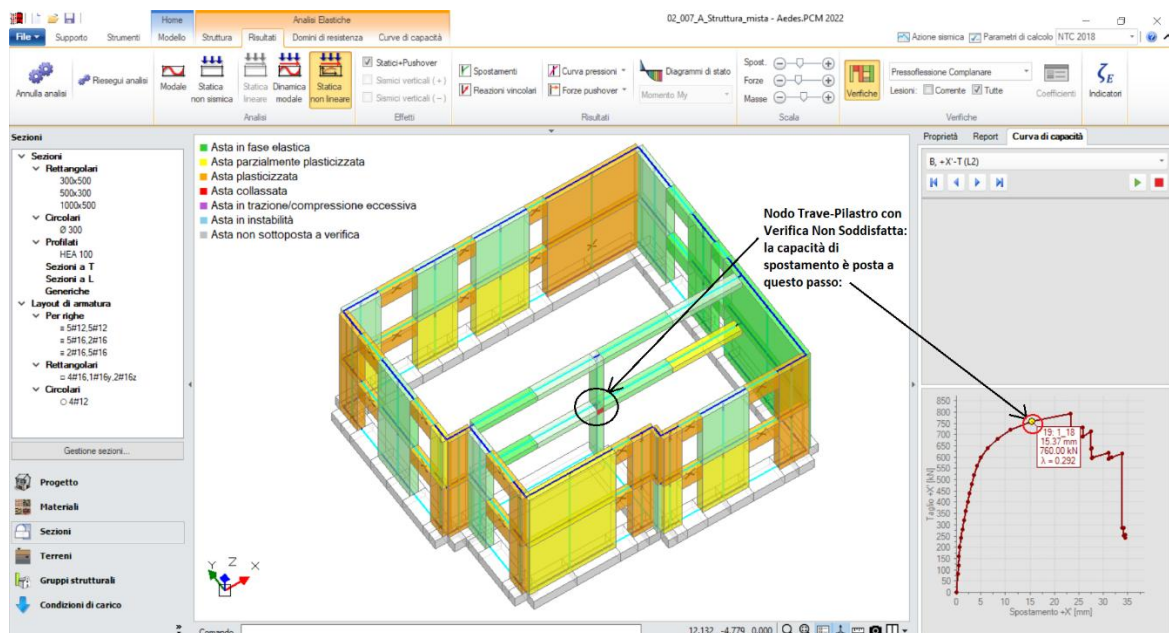 02_007_A_Struttura_mista - Aedes.PCM 2022
Home
Analisi Elastiche
File
Supporto
Strumenti
Modello
Struttura
Risultati
Domini di resistenza
Curve di capacità
Azione sismica
Parametri di calcolo
NTC 2018
Annulla analisi
Riesegui analisi
Modale
Statica non sismica
Statica lineare
Dinamica modale
Statica non lineare
Analisi
Statici+Pushover
Sismici verticali (+)
Sismici verticali (−)
Effetti
Spostamenti
Reazioni vincolari
Curva pressioni
Forze pushover
Diagrammi di stato
Momento My
Risultati
Spost.
Forze
Masse
Scala
Verifiche
Pressoflessione Complanare
Lesioni:
Corrente
Tutte
Coefficienti
Verifiche
ζE
Indicatori
Sezioni
Sezioni
Rettangolari
300x500
500x300
1000x500
Circolari
Ø 300
Profilati
HEA 100
Sezioni a T
Sezioni a L
Generiche
Layout di armatura
Per righe
5#12,5#12
5#16,2#16
2#16,5#16
Rettangolari
4#16,1#16y,2#16z
Circolari
4#12
Gestione sezioni...
Progetto
Materiali
Sezioni
Terreni
Gruppi strutturali
Condizioni di carico
Asta in fase elastica
Asta parzialmente plasticizzata
Asta plasticizzata
Asta collassata
Asta in trazione/compressione eccessiva
Asta in instabilità
Asta non sottoposta a verifica
Nodo Trave-Pilastro con
Verifica Non Soddisfatta:
la capacità di
spostamento è posta a
questo passo:
Y
Z
X
Comando
12.132 -4.779 0.000
Proprietà
Report
Curva di capacità
B, +X'-T (L2)
850
800
750
700
650
600
550
500
450
400
350
300
250
200
150
100
50
0
Taglio +X' [kN]
19: 1_18
15.37 mm
760.00 kN
λ = 0.292
0
5
10
15
20
25
30
35
Spostamento +X' [mm]